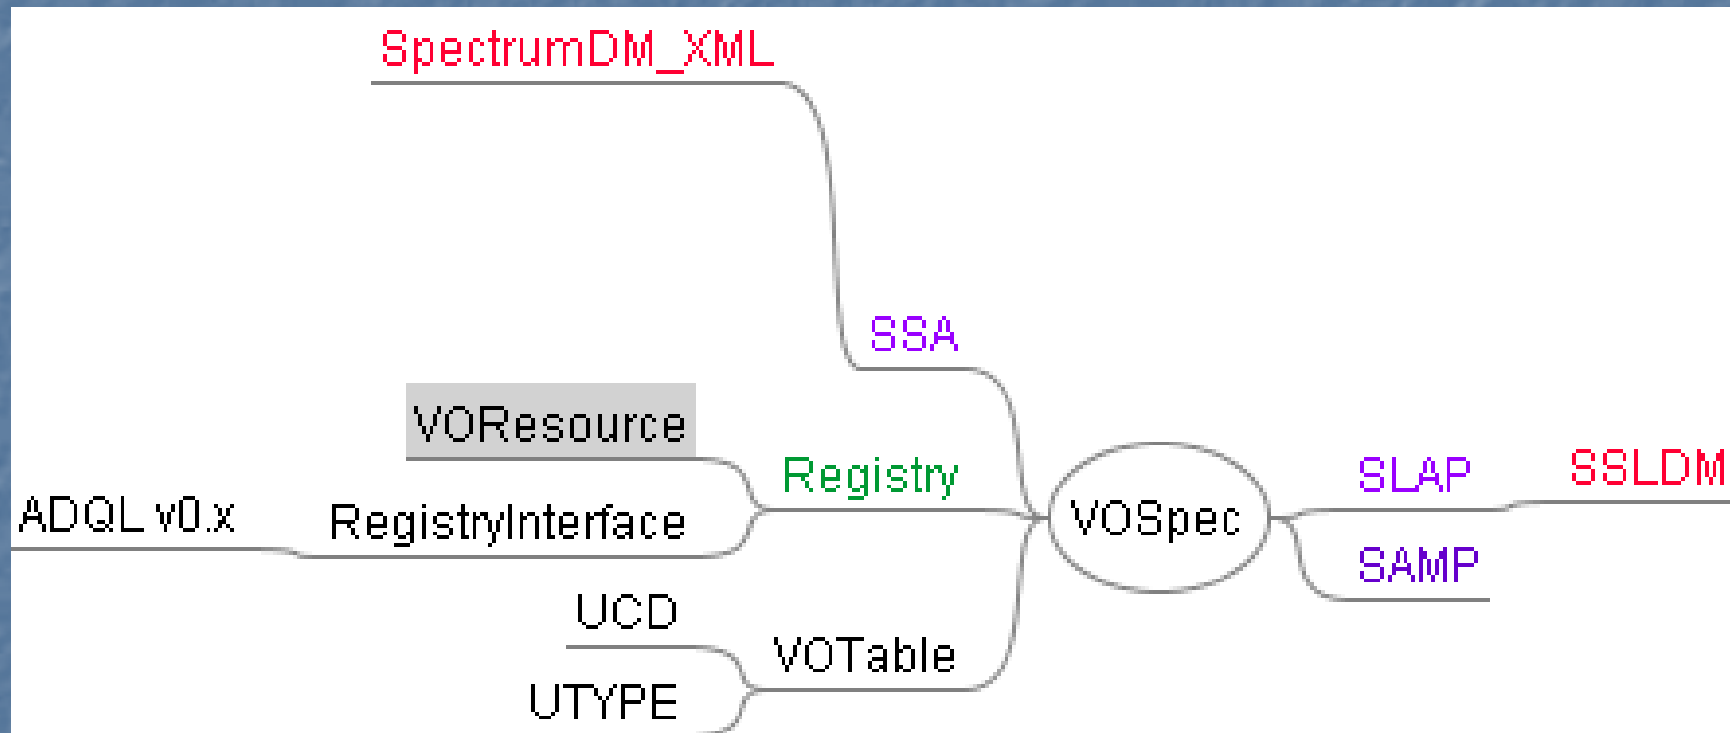 SpectrumDM_XML
SSA
VOResource
Registry
SLAP
SSLDM
ADQL v0.x
RegistryInterface
VOSpec
SAMP
UCD
VOTable
UTYPE